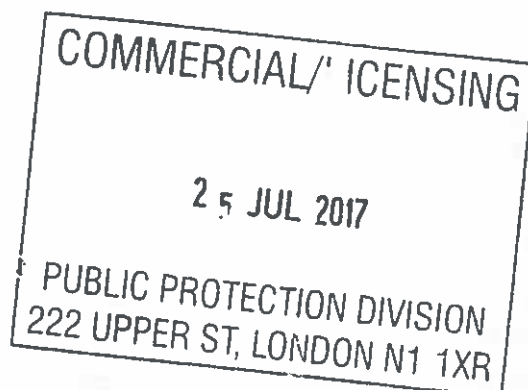 COMMERCIAL/' ICENSING
25 JUL 2017
PUBLIC PROTECTION DIVISION
222 UPPER ST, LONDON N1 1XR